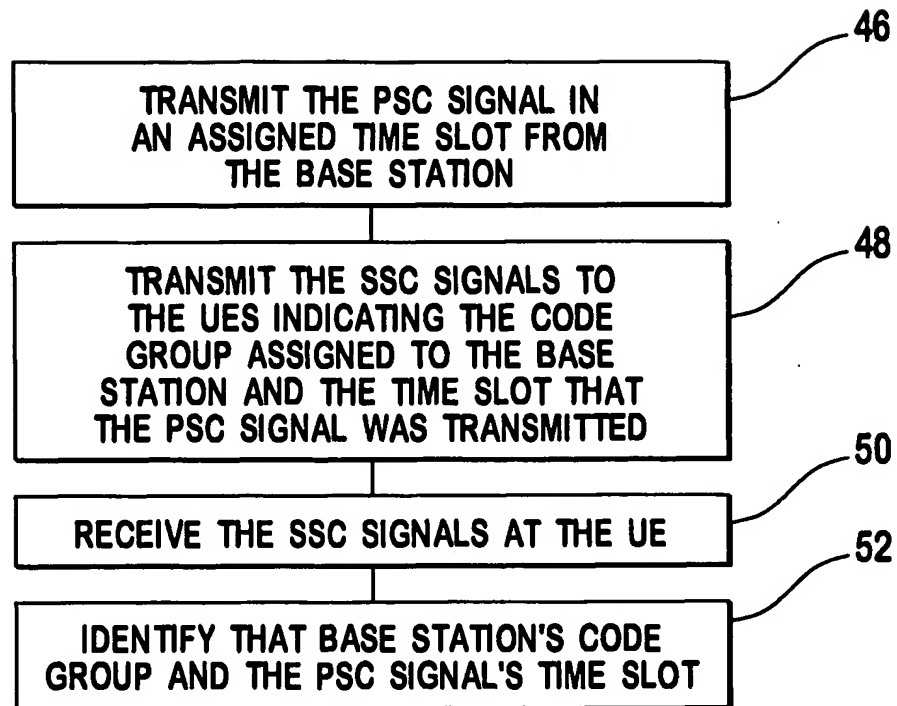 46
TRANSMIT THE PSC SIGNAL IN
AN ASSIGNED TIME SLOT FROM
THE BASE STATION
48
TRANSMIT THE SSC SIGNALS TO
THE UES INDICATING THE CODE
GROUP ASSIGNED TO THE BASE
STATION AND THE TIME SLOT THAT
THE PSC SIGNAL WAS TRANSMITTED
50
RECEIVE THE SSC SIGNALS AT THE UE
52
IDENTIFY THAT BASE STATION'S CODE
GROUP AND THE PSC SIGNAL'S TIME SLOT